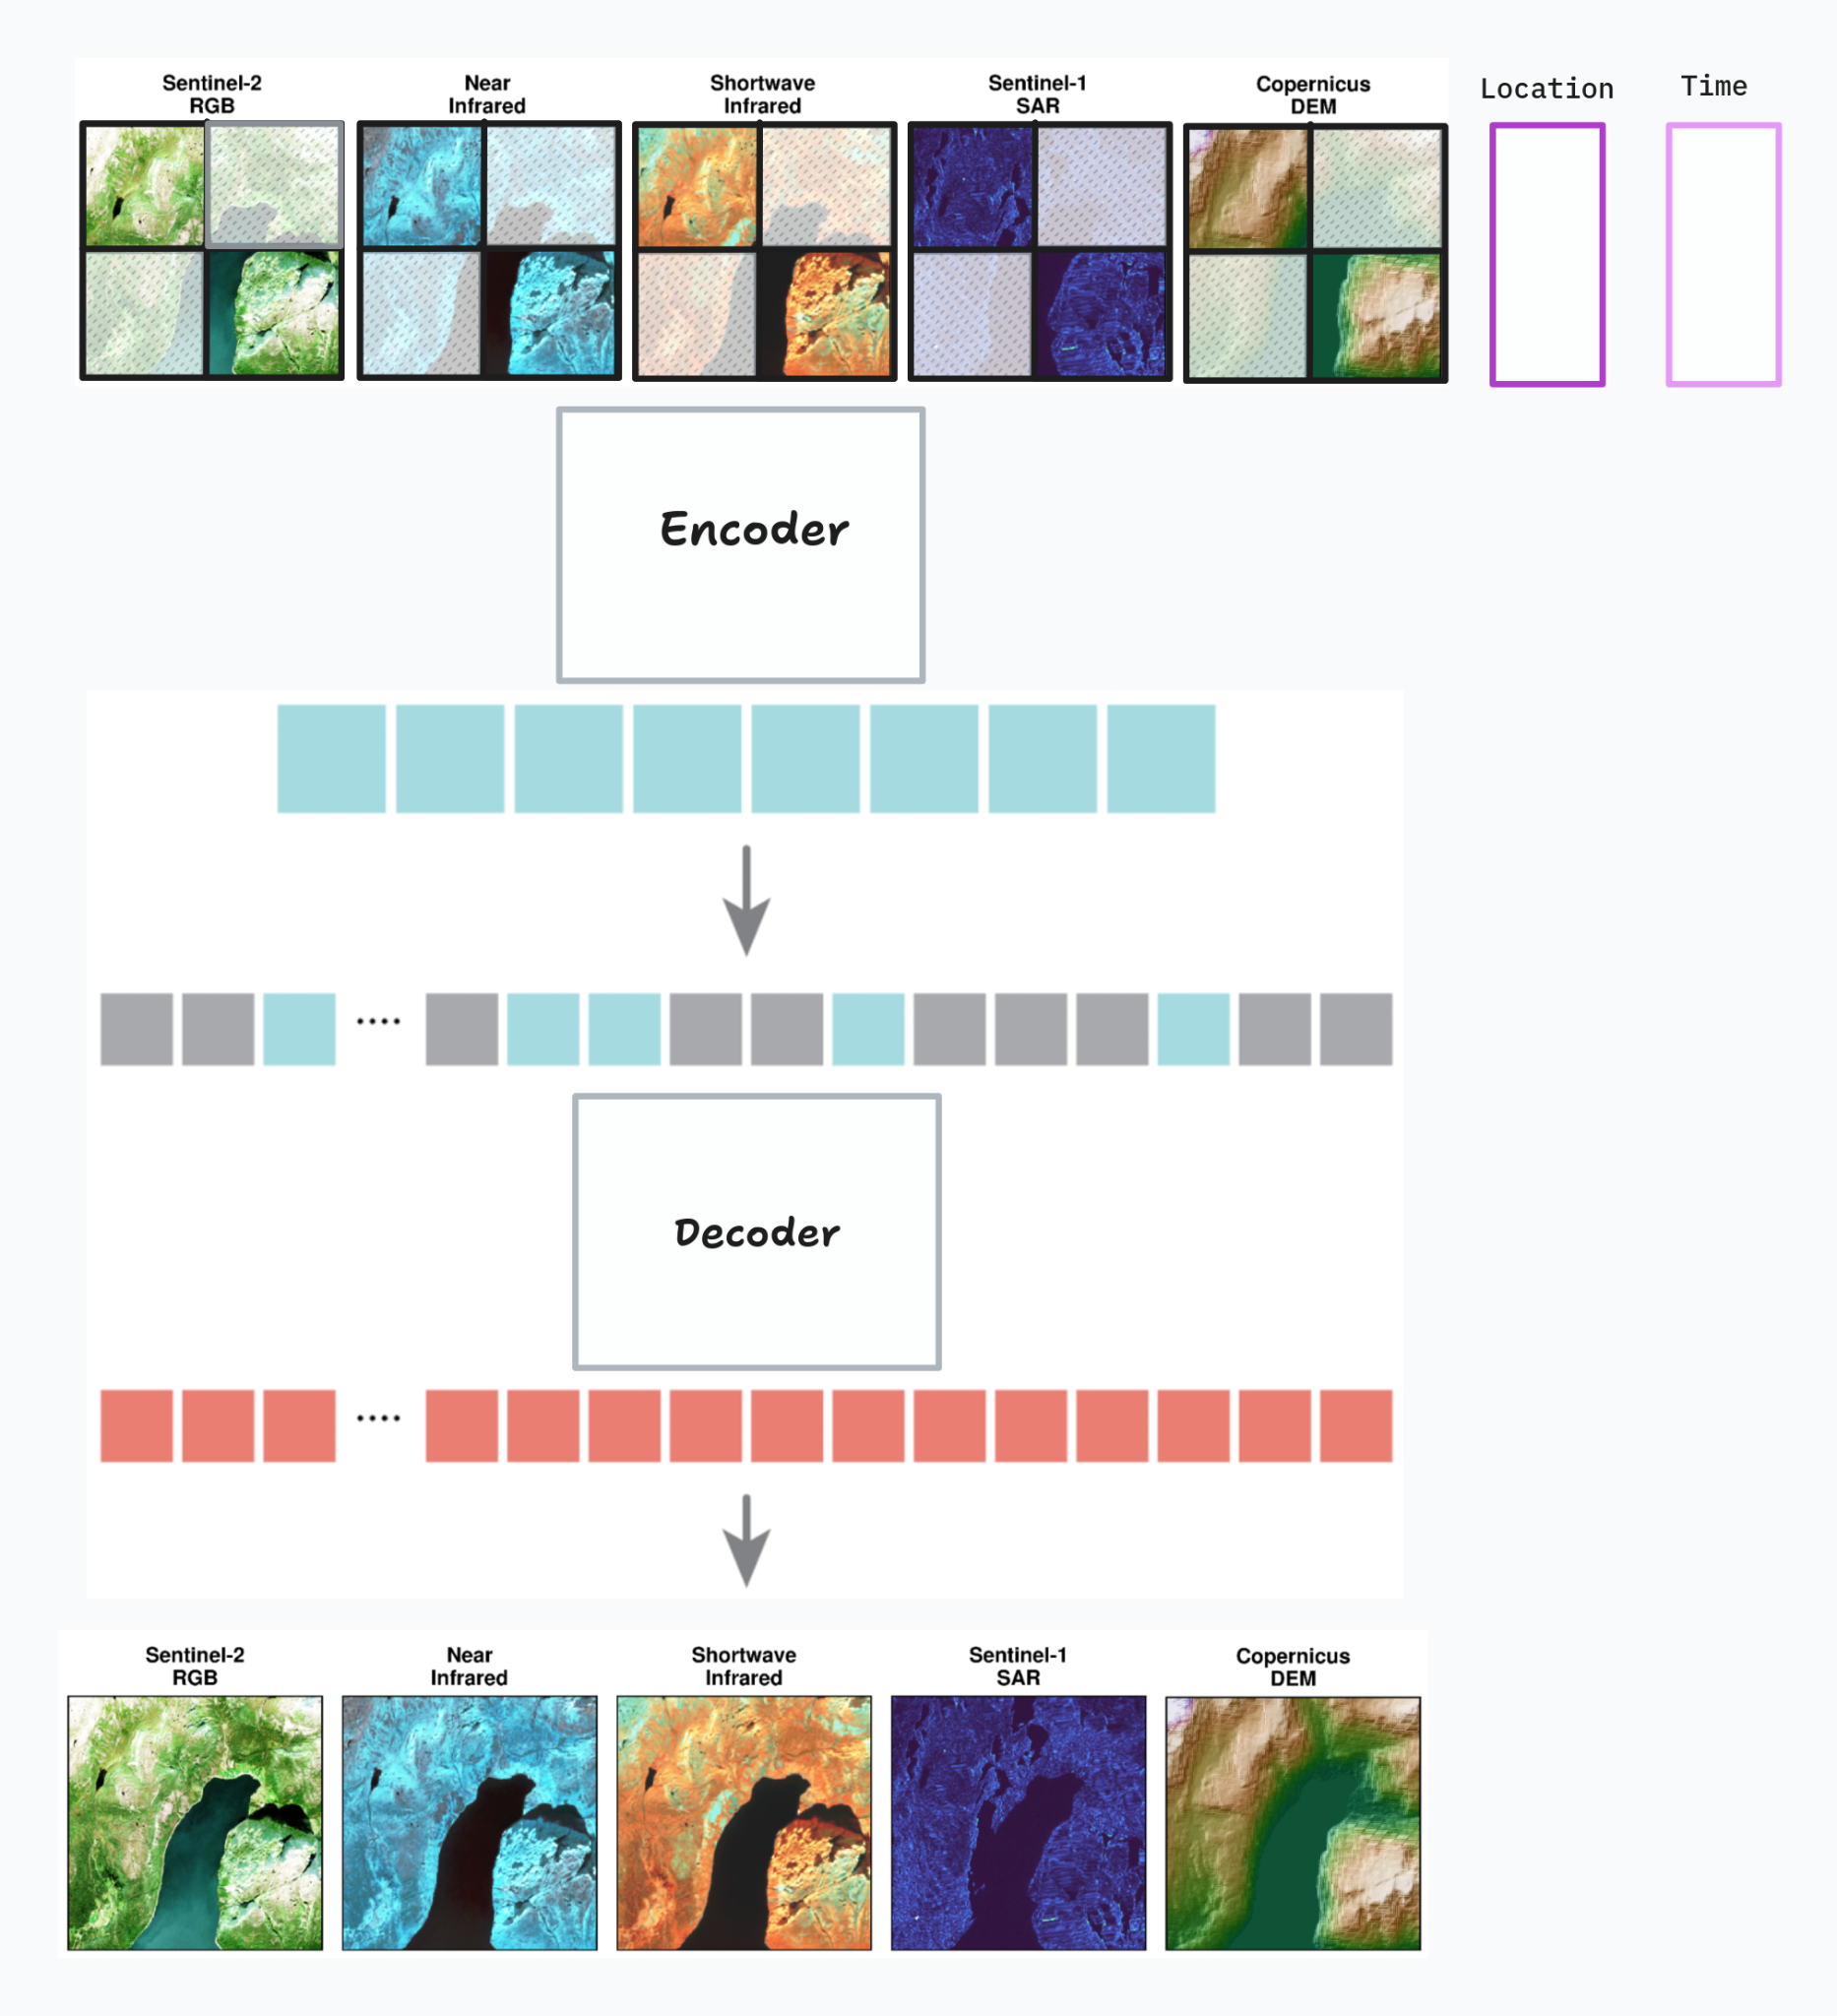 Sentinel-2
RGB
Near
Infrared
Shortwave
Infrared
Sentinel-1
SAR
Copernicus
DEM
Location
Time
Encoder
....
Decoder
....
Sentinel-2
RGB
Near
Infrared
Shortwave
Infrared
Sentinel-1
SAR
Copernicus
DEM